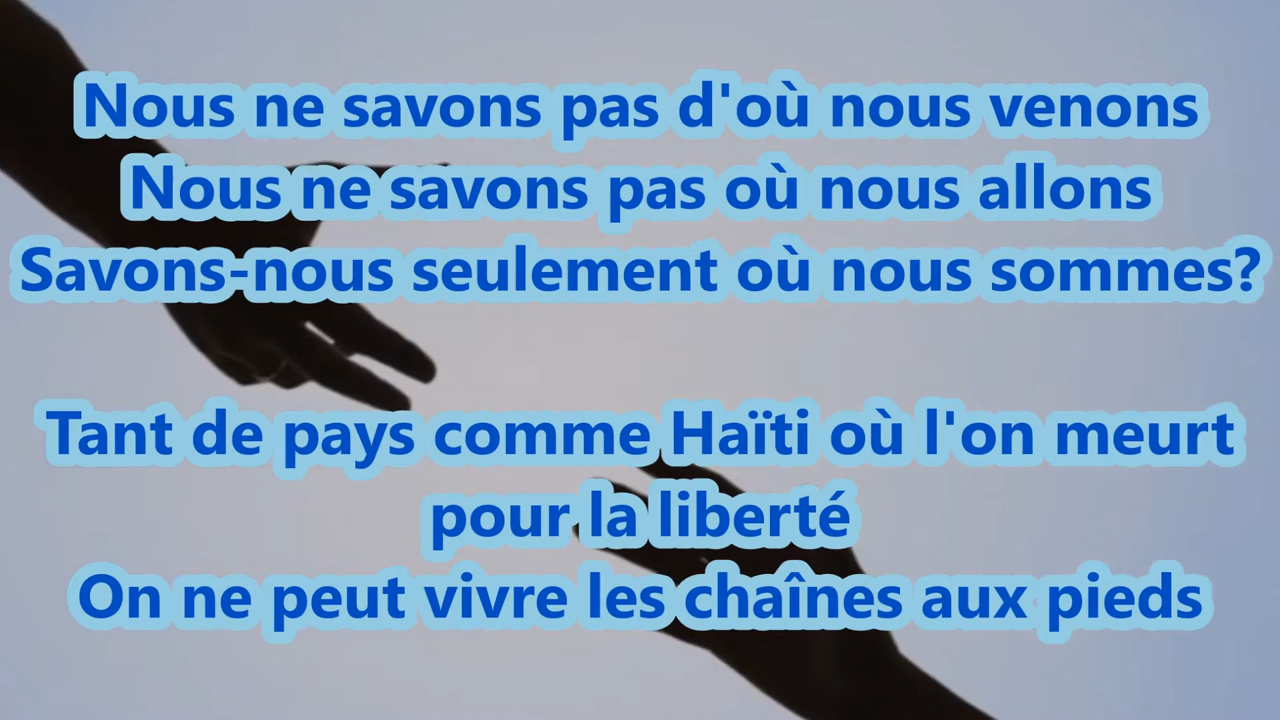 Nous ne savons pas d'où nous venons
Nous ne savons pas où nous allons
Savons-nous seulement où nous sommes?
Tant de pays comme Haïti où l'on meurt
pour la liberté
On ne peut vivre les chaînes aux pieds